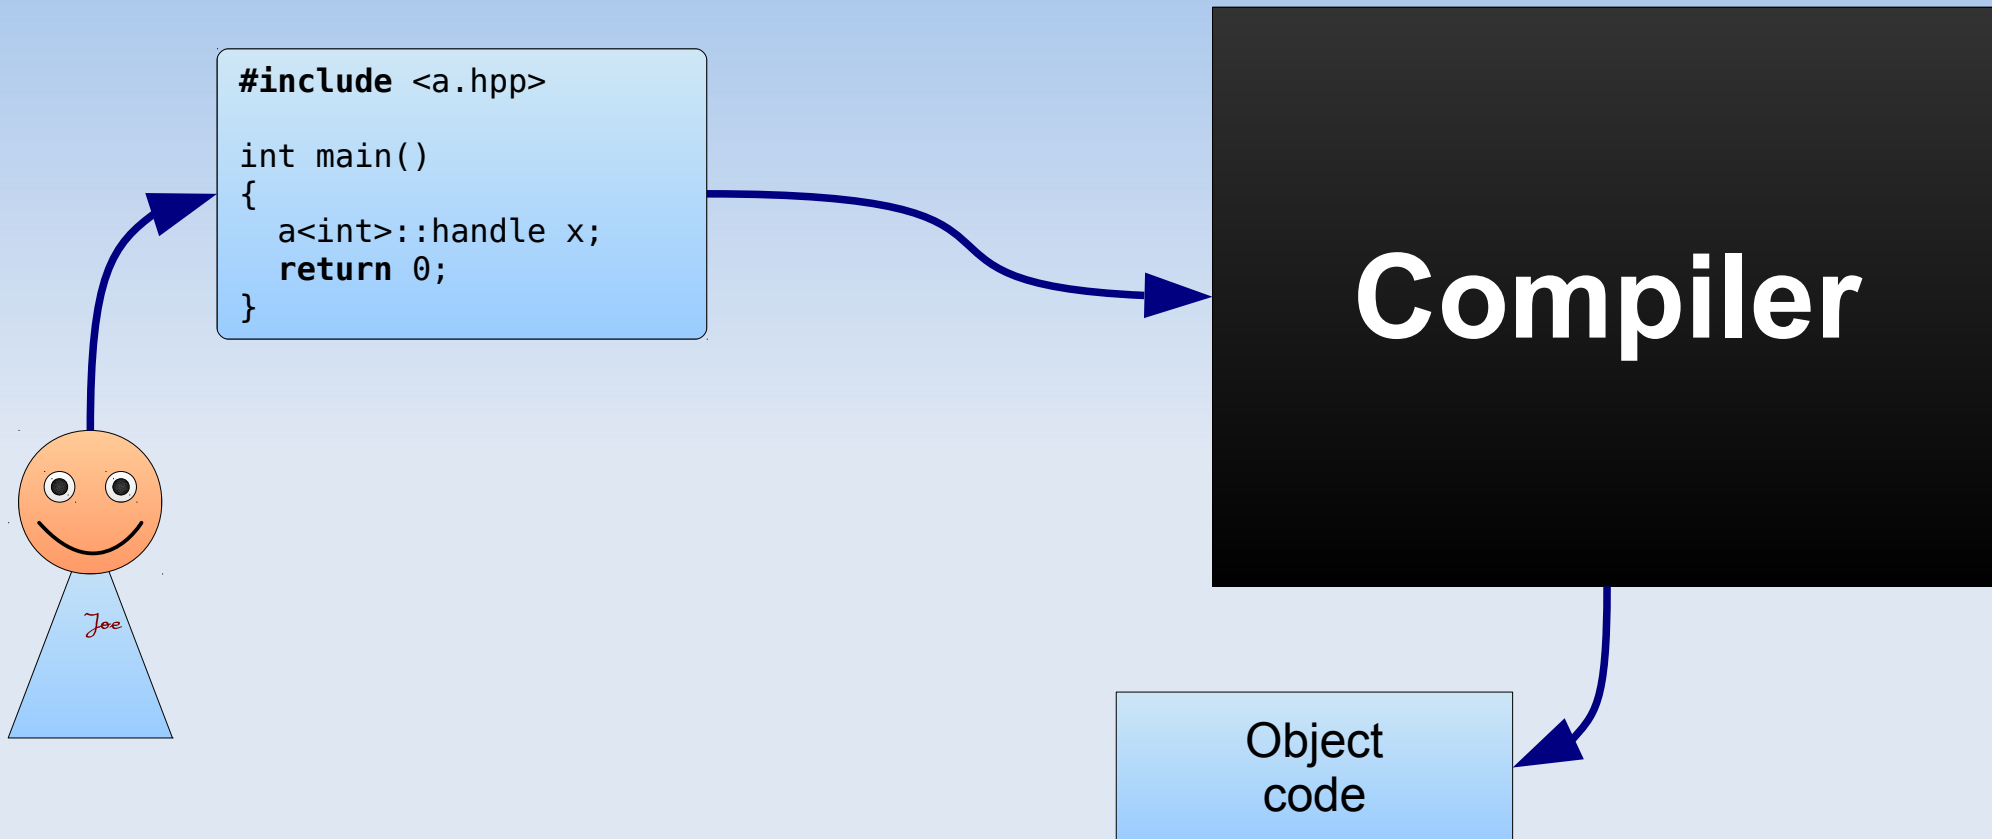 #include <a.hpp>
int main()
{
  a<int>::handle x;
  return 0;
}
Compiler
Joe
Object
code